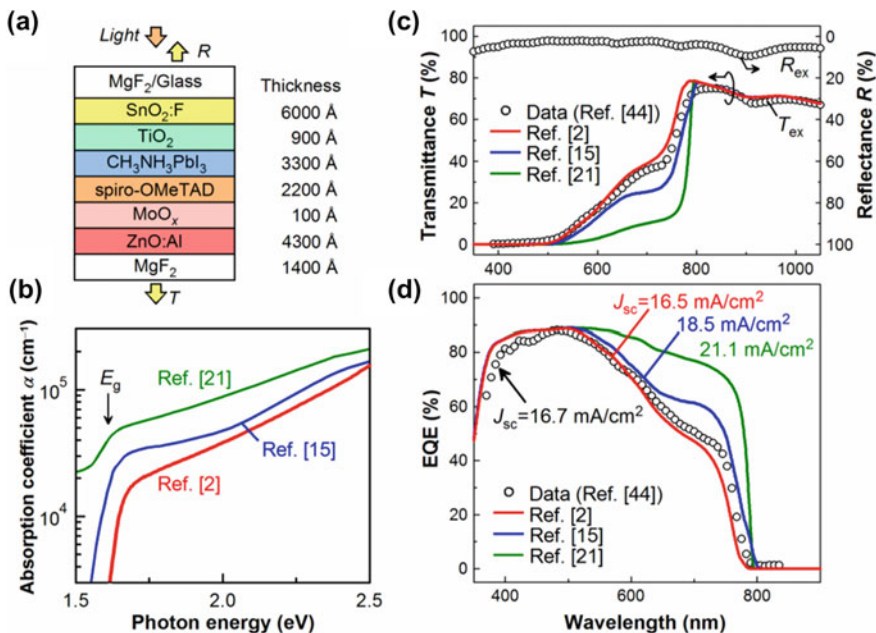 (a)
Light
R
MgF2/Glass
Thickness
SnO2:F 6000 Å
TiO2 900 Å
CH3NH3PbI3 3300 Å
spiro-OMeTAD 2200 Å
MoOx 100 Å
ZnO:Al 4300 Å
MgF2 1400 Å
T
(b)
Absorption coefficient α (cm⁻¹)
10⁵
10⁴
Eg
Ref. [21]
Ref. [15]
Ref. [2]
1.5 2.0 2.5
Photon energy (eV)
(c)
Transmittance T (%)
100
80
60
40
20
0
Rex
Tex
Data (Ref. [44])
Ref. [2]
Ref. [15]
Ref. [21]
400 600 800 1000
0
20
40
60
80
100
Reflectance R (%)
(d)
EQE (%)
100
80
60
40
20
0
Jsc=16.5 mA/cm²
18.5 mA/cm²
21.1 mA/cm²
Jsc=16.7 mA/cm²
Data (Ref. [44])
Ref. [2]
Ref. [15]
Ref. [21]
400 600 800
Wavelength (nm)